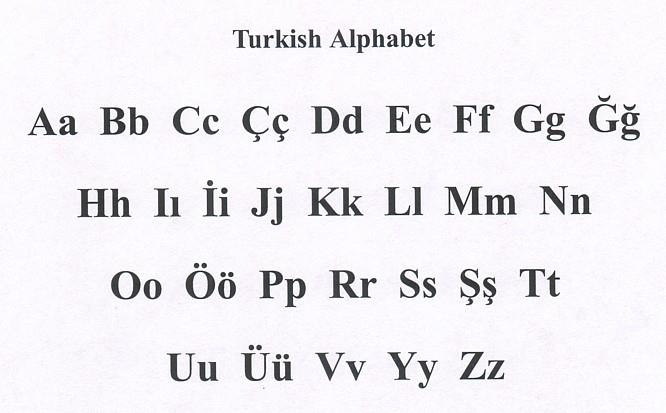 Turkish Alphabet
Aa Bb Cc Çç Dd Ee Ff Gg Ğğ
Hh Iı İi Jj Kk Ll Mm Nn
Oo Öö Pp Rr Ss Şş Tt
Uu Üü Vv Yy Zz